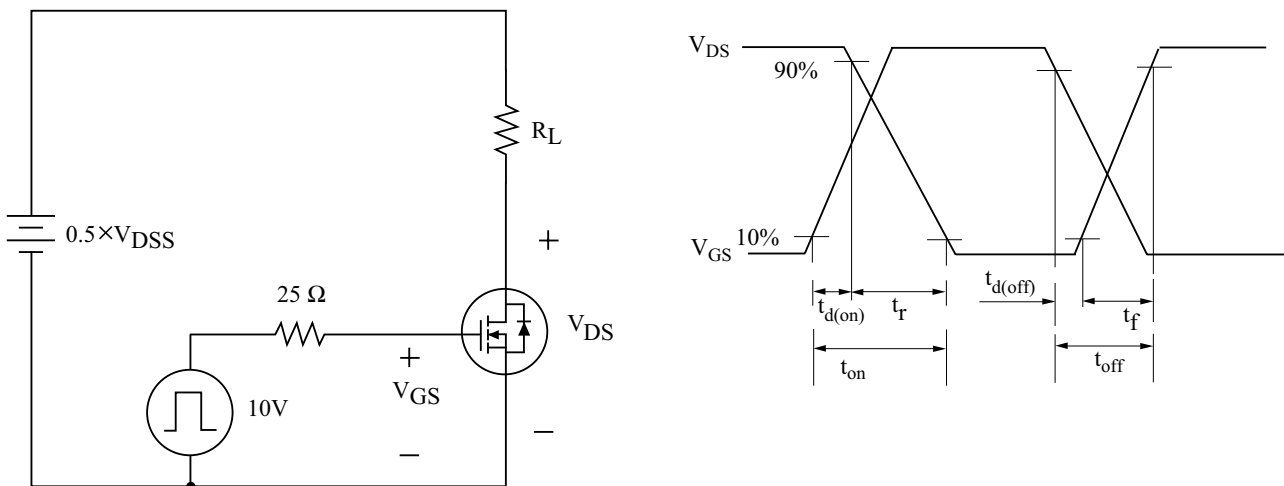 R_L
0.5×V_DSS
+
25 Ω
V_DS
+
V_GS
10V
−
−
V_DS
90%
V_GS
10%
t_d(on)
t_r
t_d(off)
t_f
t_on
t_off